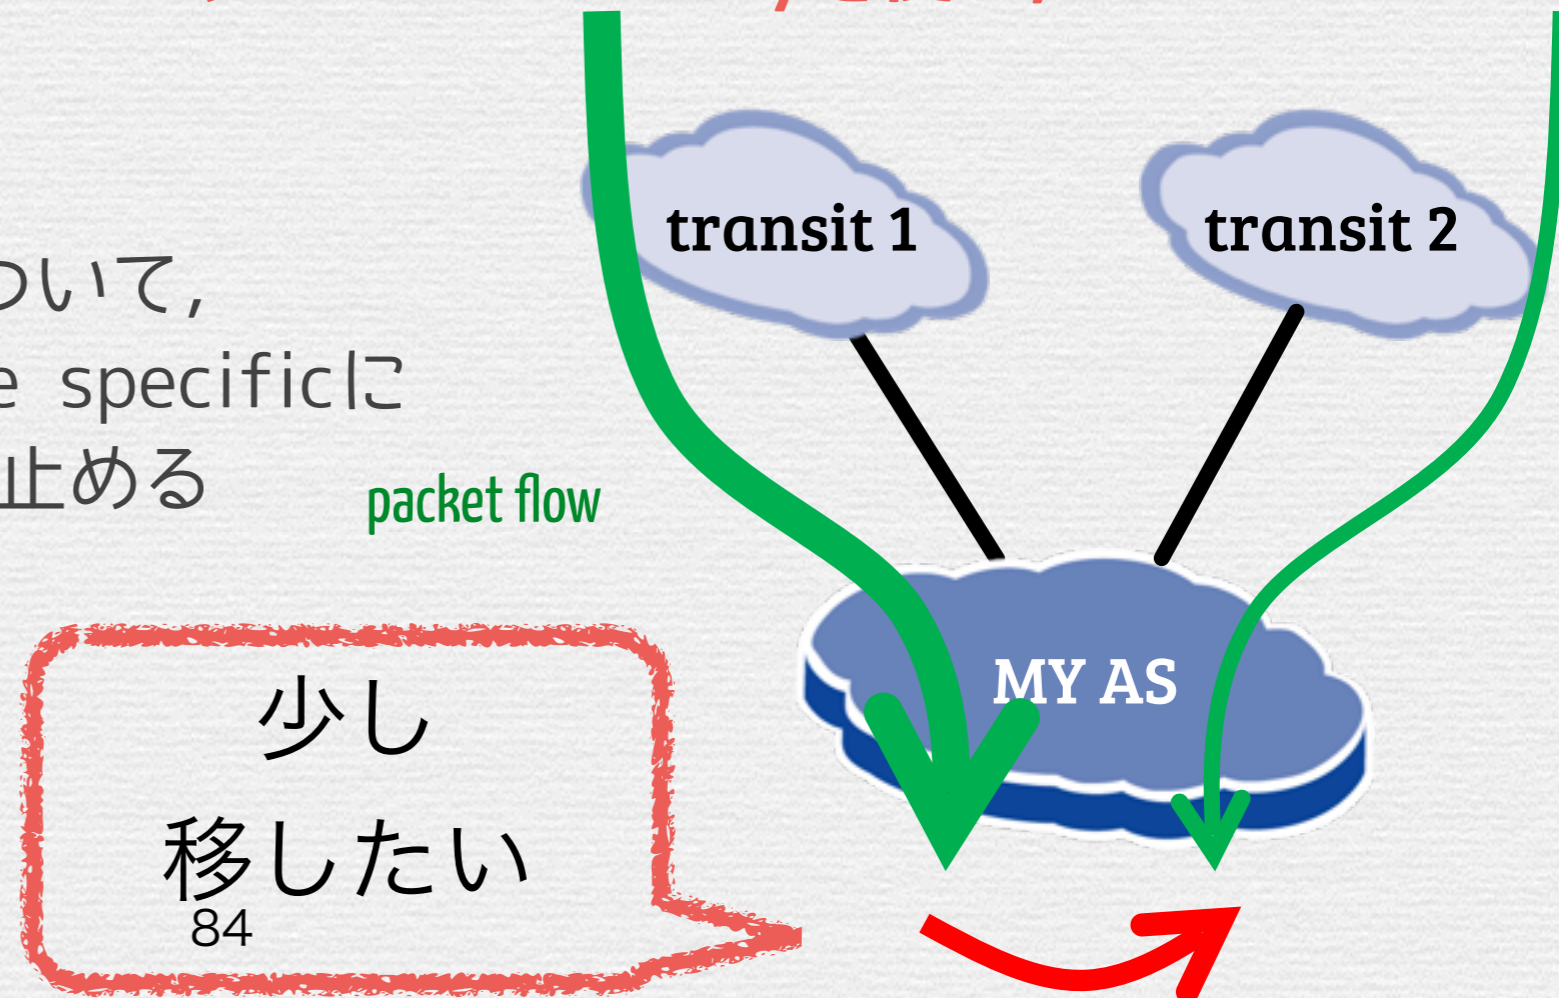 transit 1
transit 2
ついて,
e specificに
止める
packet flow
MY AS
少し
移したい
84